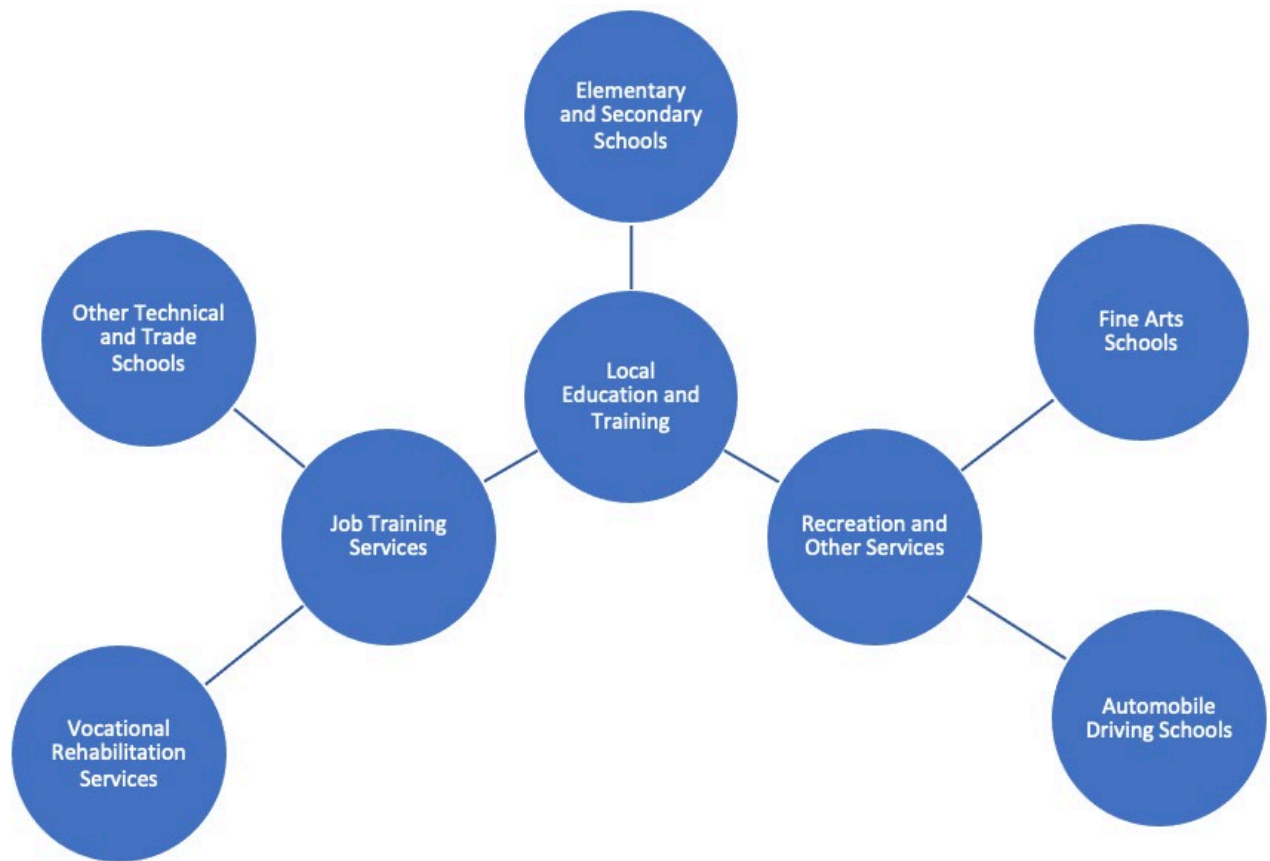 Elementary
and Secondary
Schools
Other Technical
and Trade
Schools
Fine Arts
Schools
Local
Education and
Training
Job Training
Services
Recreation and
Other Services
Vocational
Rehabilitation
Services
Automobile
Driving Schools